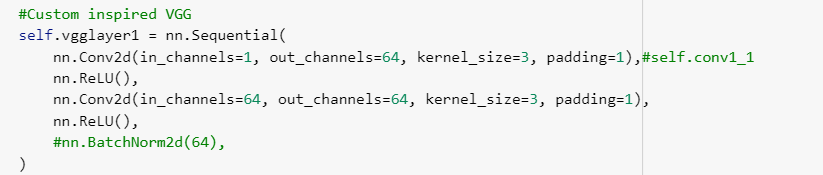 #Custom inspired VGG
self.vgglayer1 = nn.Sequential(
nn.Conv2d(in_channels=1, out_channels=64, kernel_size=3, padding=1),#self.conv1_1
nn.ReLU(),
nn.Conv2d(in_channels=64, out_channels=64, kernel_size=3, padding=1),
nn.ReLU(),
#nn.BatchNorm2d(64),
)